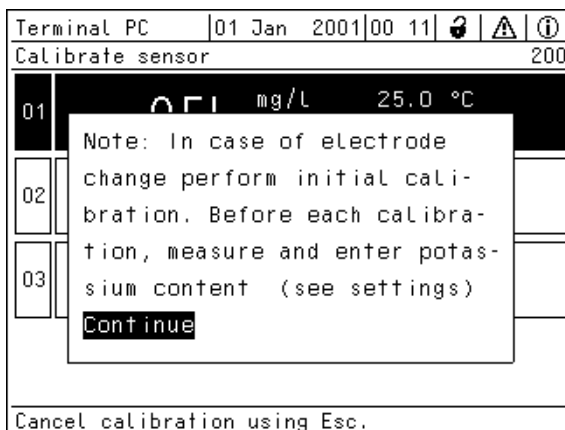 Terminal PC 01 Jan 2001 00 11
Calibrate sensor 200
01 mg/l 25.0 °C
Note: In case of electrode
change perform initial cali-
02
bration. Before each calibra-
tion, measure and enter potas-
03
sium content (see settings)
Continue
Cancel calibration using Esc.